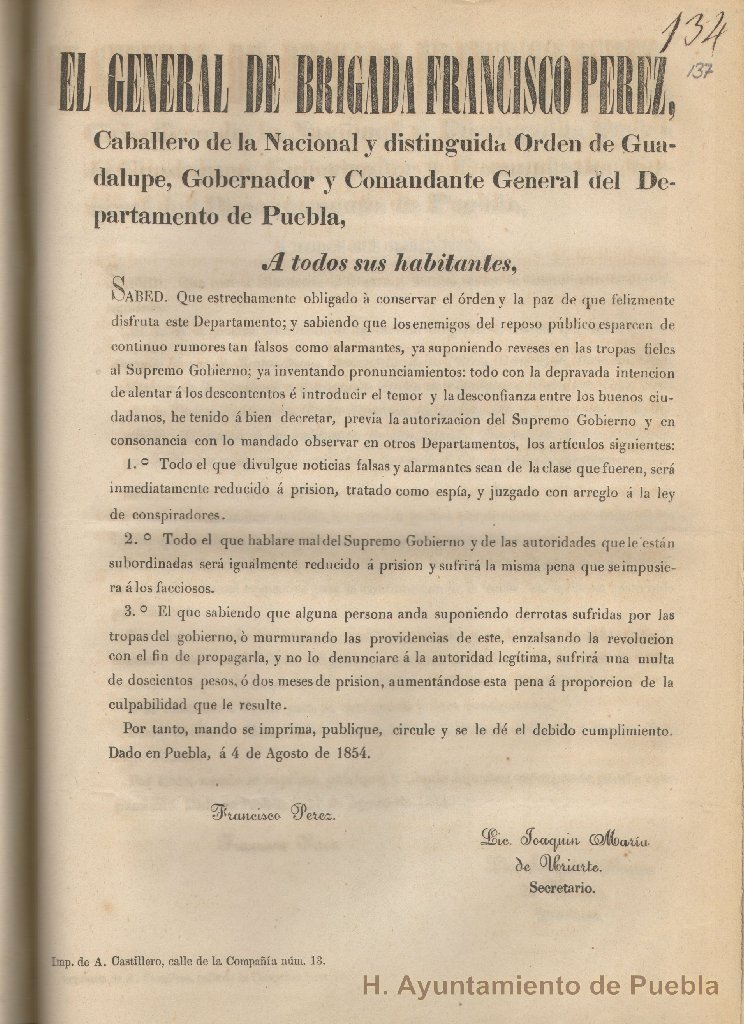 134
137
EL GENERAL DE BRIGADA FRANCISCO PEREZ,
Caballero de la Nacional y distinguida Orden de Gua-
dalupe, Gobernador y Comandante General del De-
partamento de Puebla,
A todos sus habitantes,
SABED. Que estrechamente obligado à conservar el órden y la paz de que felizmente
disfruta este Departamento; y sabiendo que los enemigos del reposo público esparcen de
continuo rumores tan falsos como alarmantes, ya suponiendo reveses en las tropas fieles
al Supremo Gobierno; ya inventando pronunciamientos: todo con la depravada intencion
de alentar á los descontentos é introducir el temor y la desconfianza entre los buenos ciu-
dadanos, he tenido á bien decretar, previa la autorizacion del Supremo Gobierno y en
consonancia con lo mandado observar en otros Departamentos, los artículos siguientes:
1.º Todo el que divulgue noticias falsas y alarmantes sean de la clase que fueren, será
inmediatamente reducido á prision, tratado como espía, y juzgado con arreglo á la ley
de conspiradores.
2.º Todo el que hablare mal del Supremo Gobierno y de las autoridades que le están
subordinadas será igualmente reducido á prision y sufrirá la misma pena que se impusie-
ra á los facciosos.
3.º El que sabiendo que alguna persona anda suponiendo derrotas sufridas por las
tropas del gobierno, ò murmurando las providencias de este, enzalsando la revolucion
con el fin de propagarla, y no lo denunciare á la autoridad legítima, sufrirá una multa
de doscientos pesos, ó dos meses de prision, aumentándose esta pena á proporcion de la
culpabilidad que le resulte.
Por tanto, mando se imprima, publique, circule y se le dé el debido cumplimiento.
Dado en Puebla, á 4 de Agosto de 1854.
Francisco Perez.
Lic. Joaquin María
de Uriarte.
Secretario.
Imp. de A. Castillero, calle de la Compañía núm. 13.
H. Ayuntamiento de Puebla